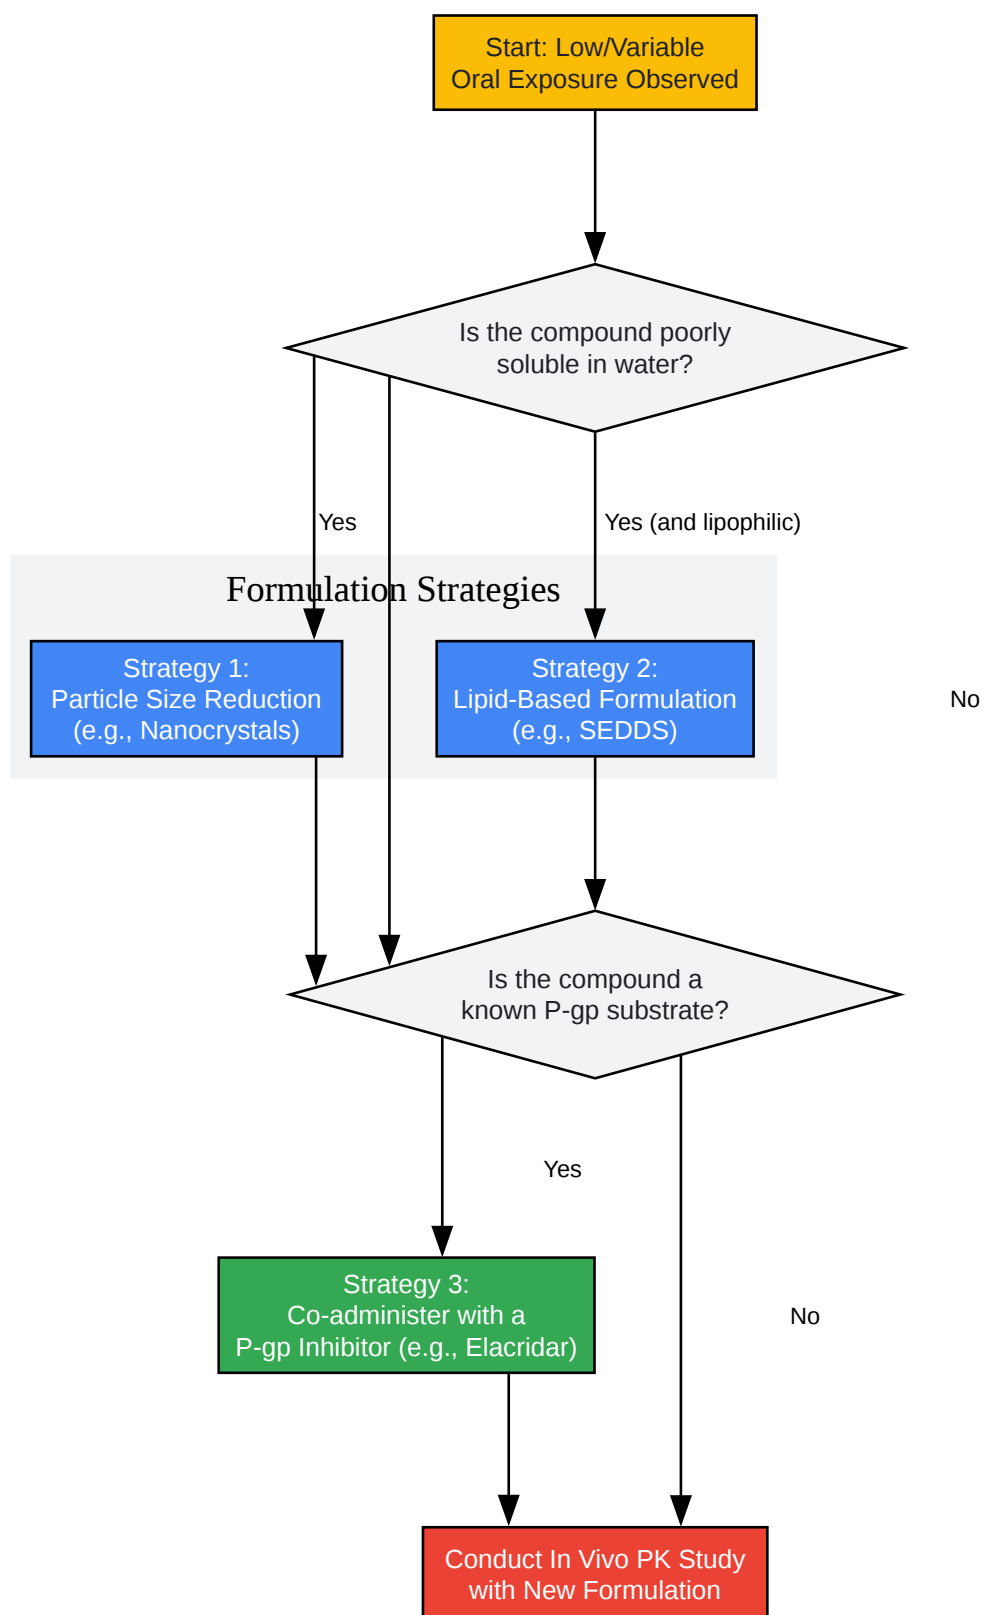 Start: Low/Variable
Oral Exposure Observed
Is the compound poorly
soluble in water?
Yes
Yes (and lipophilic)
Formulation Strategies
Strategy 1:
Particle Size Reduction
(e.g., Nanocrystals)
Strategy 2:
Lipid-Based Formulation
(e.g., SEDDS)
No
Is the compound a
known P-gp substrate?
Yes
Strategy 3:
Co-administer with a
P-gp Inhibitor (e.g., Elacridar)
No
Conduct In Vivo PK Study
with New Formulation